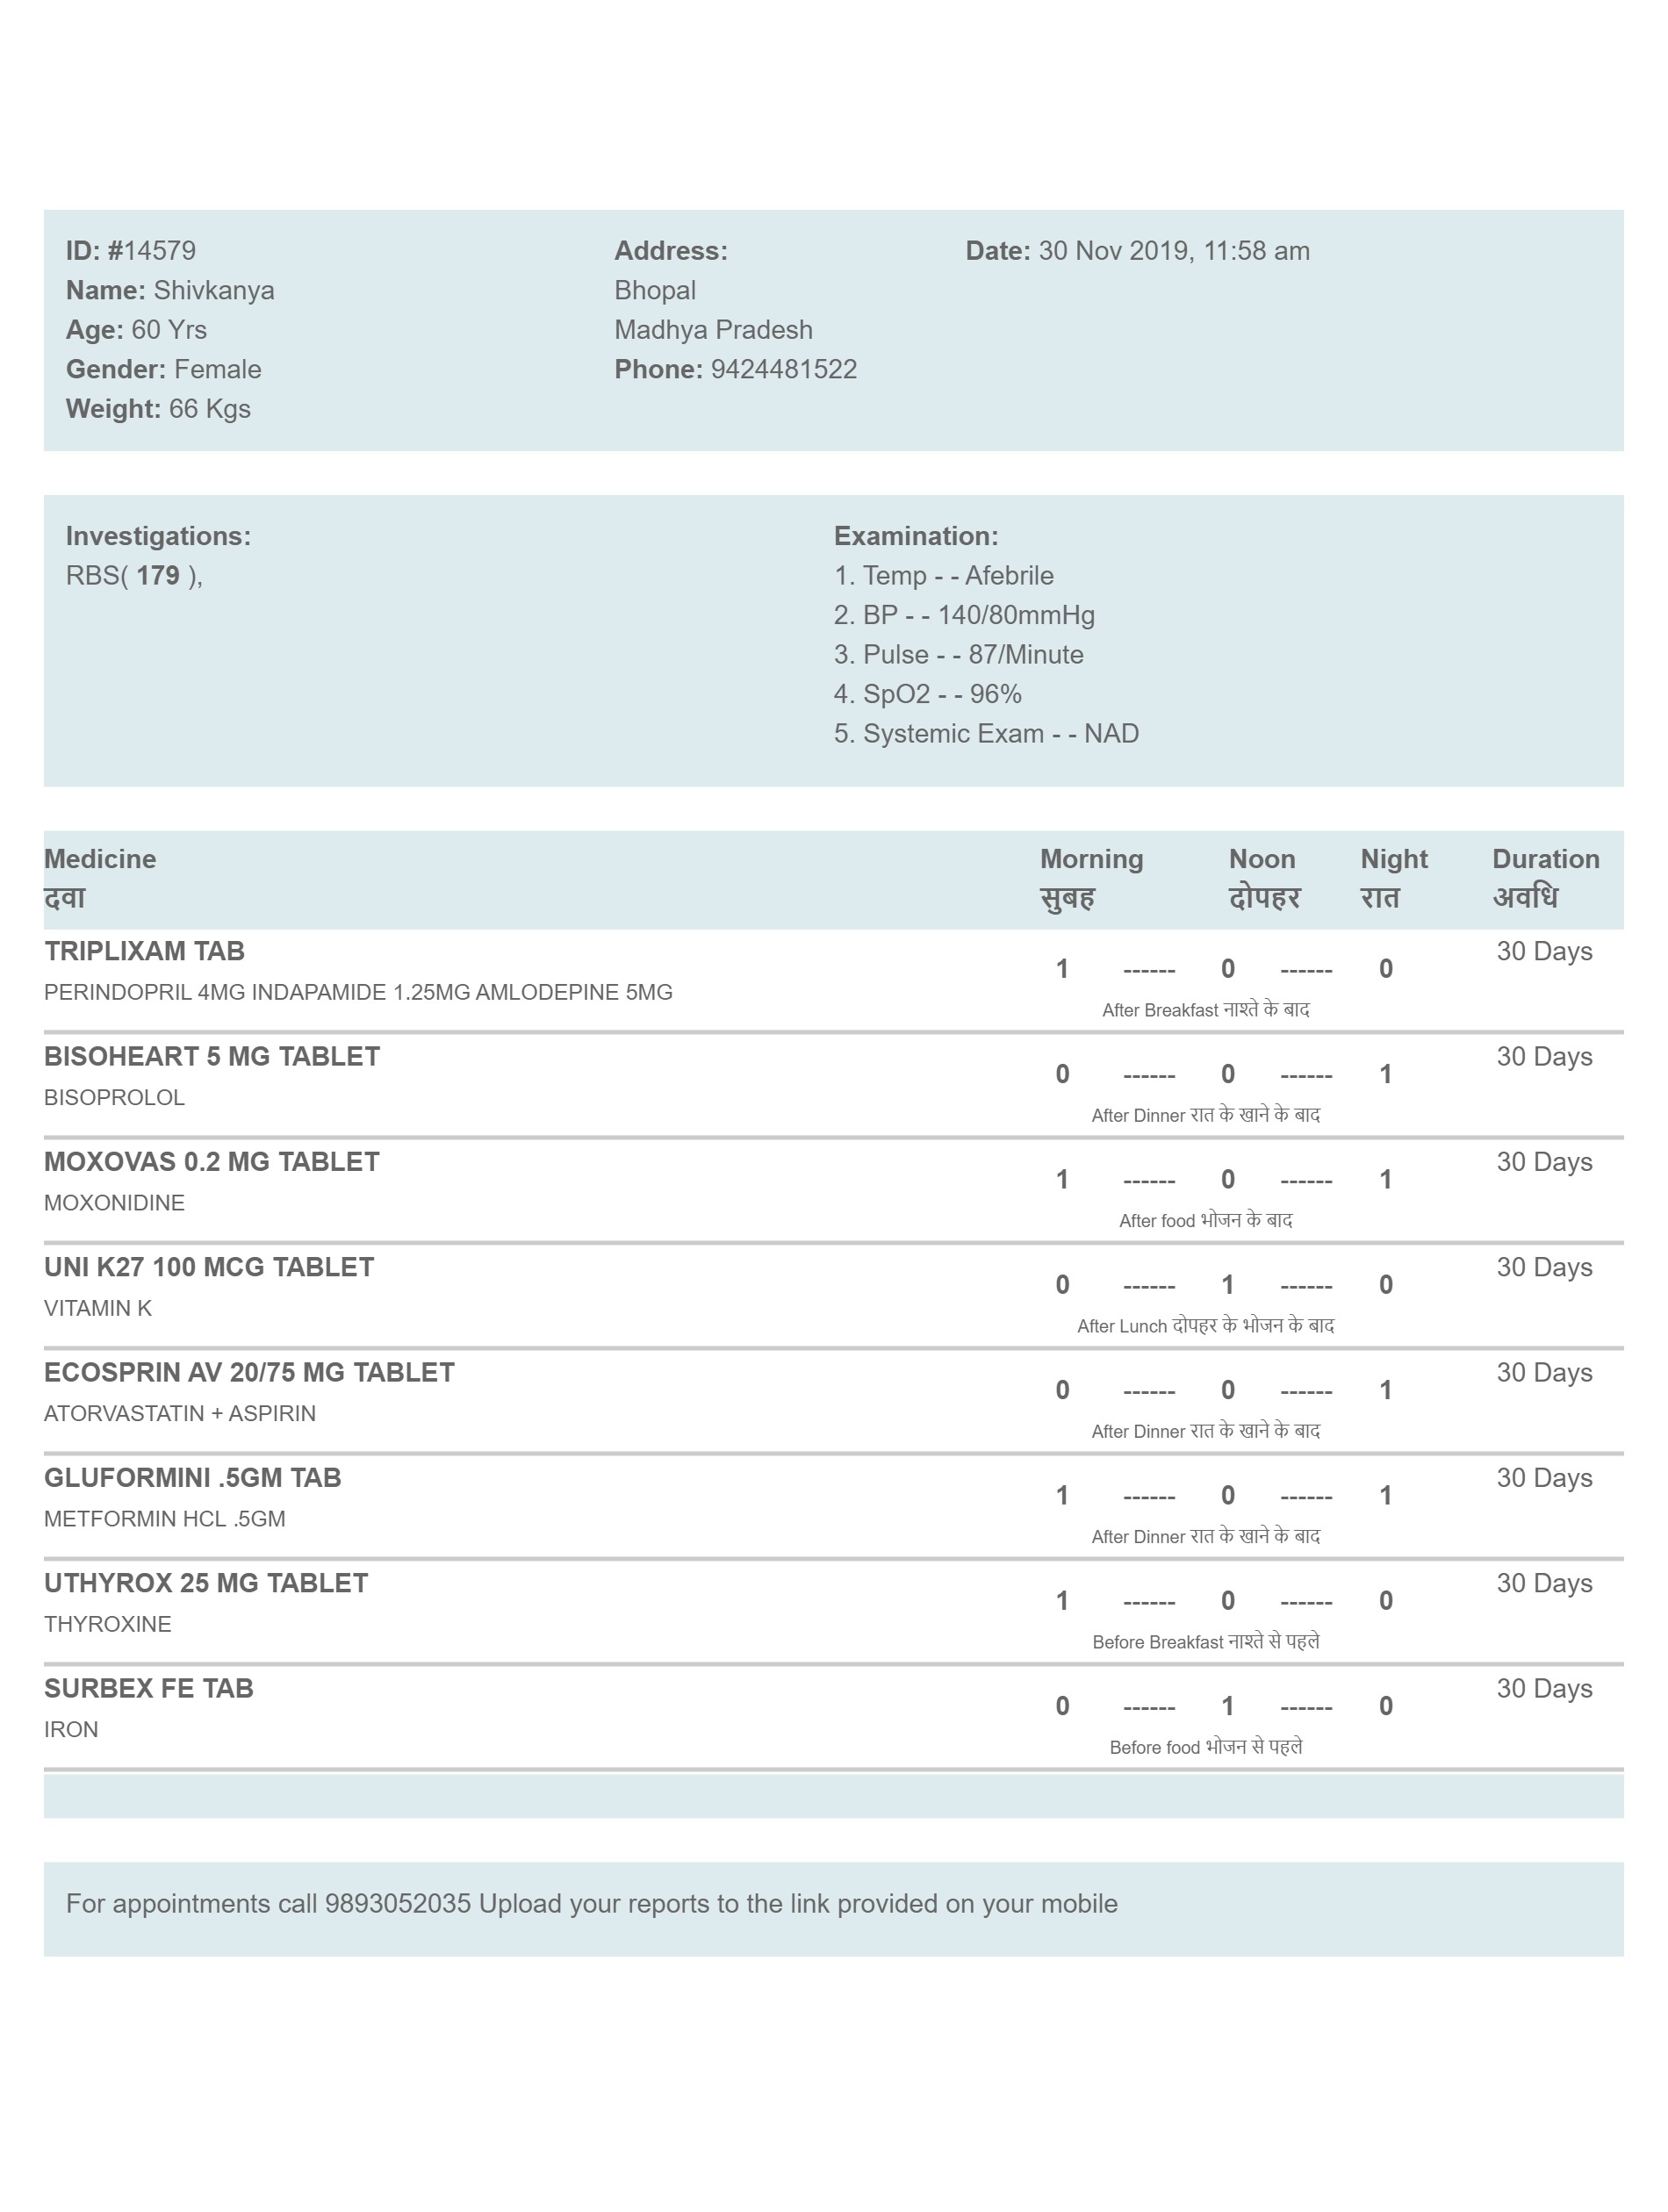 ID: #14579
Name: Shivkanya
Age: 60 Yrs
Gender: Female
Weight: 66 Kgs
Address:
Bhopal
Madhya Pradesh
Phone: 9424481522
Date: 30 Nov 2019, 11:58 am
Investigations:
RBS( 179 ),
Examination:
1. Temp - - Afebrile
2. BP - - 140/80mmHg
3. Pulse - - 87/Minute
4. SpO2 - - 96%
5. Systemic Exam - - NAD
Medicine Morning Noon Night Duration
दवा सुबह दोपहर रात अवधि
TRIPLIXAM TAB 1 ------ 0 ------ 0 30 Days
PERINDOPRIL 4MG INDAPAMIDE 1.25MG AMLODEPINE 5MG
After Breakfast नाश्ते के बाद
BISOHEART 5 MG TABLET 0 ------ 0 ------ 1 30 Days
BISOPROLOL
After Dinner रात के खाने के बाद
MOXOVAS 0.2 MG TABLET 1 ------ 0 ------ 1 30 Days
MOXONIDINE
After food भोजन के बाद
UNI K27 100 MCG TABLET 0 ------ 1 ------ 0 30 Days
VITAMIN K
After Lunch दोपहर के भोजन के बाद
ECOSPRIN AV 20/75 MG TABLET 0 ------ 0 ------ 1 30 Days
ATORVASTATIN + ASPIRIN
After Dinner रात के खाने के बाद
GLUFORMINI .5GM TAB 1 ------ 0 ------ 1 30 Days
METFORMIN HCL .5GM
After Dinner रात के खाने के बाद
UTHYROX 25 MG TABLET 1 ------ 0 ------ 0 30 Days
THYROXINE
Before Breakfast नाश्ते से पहले
SURBEX FE TAB 0 ------ 1 ------ 0 30 Days
IRON
Before food भोजन से पहले
For appointments call 9893052035 Upload your reports to the link provided on your mobile